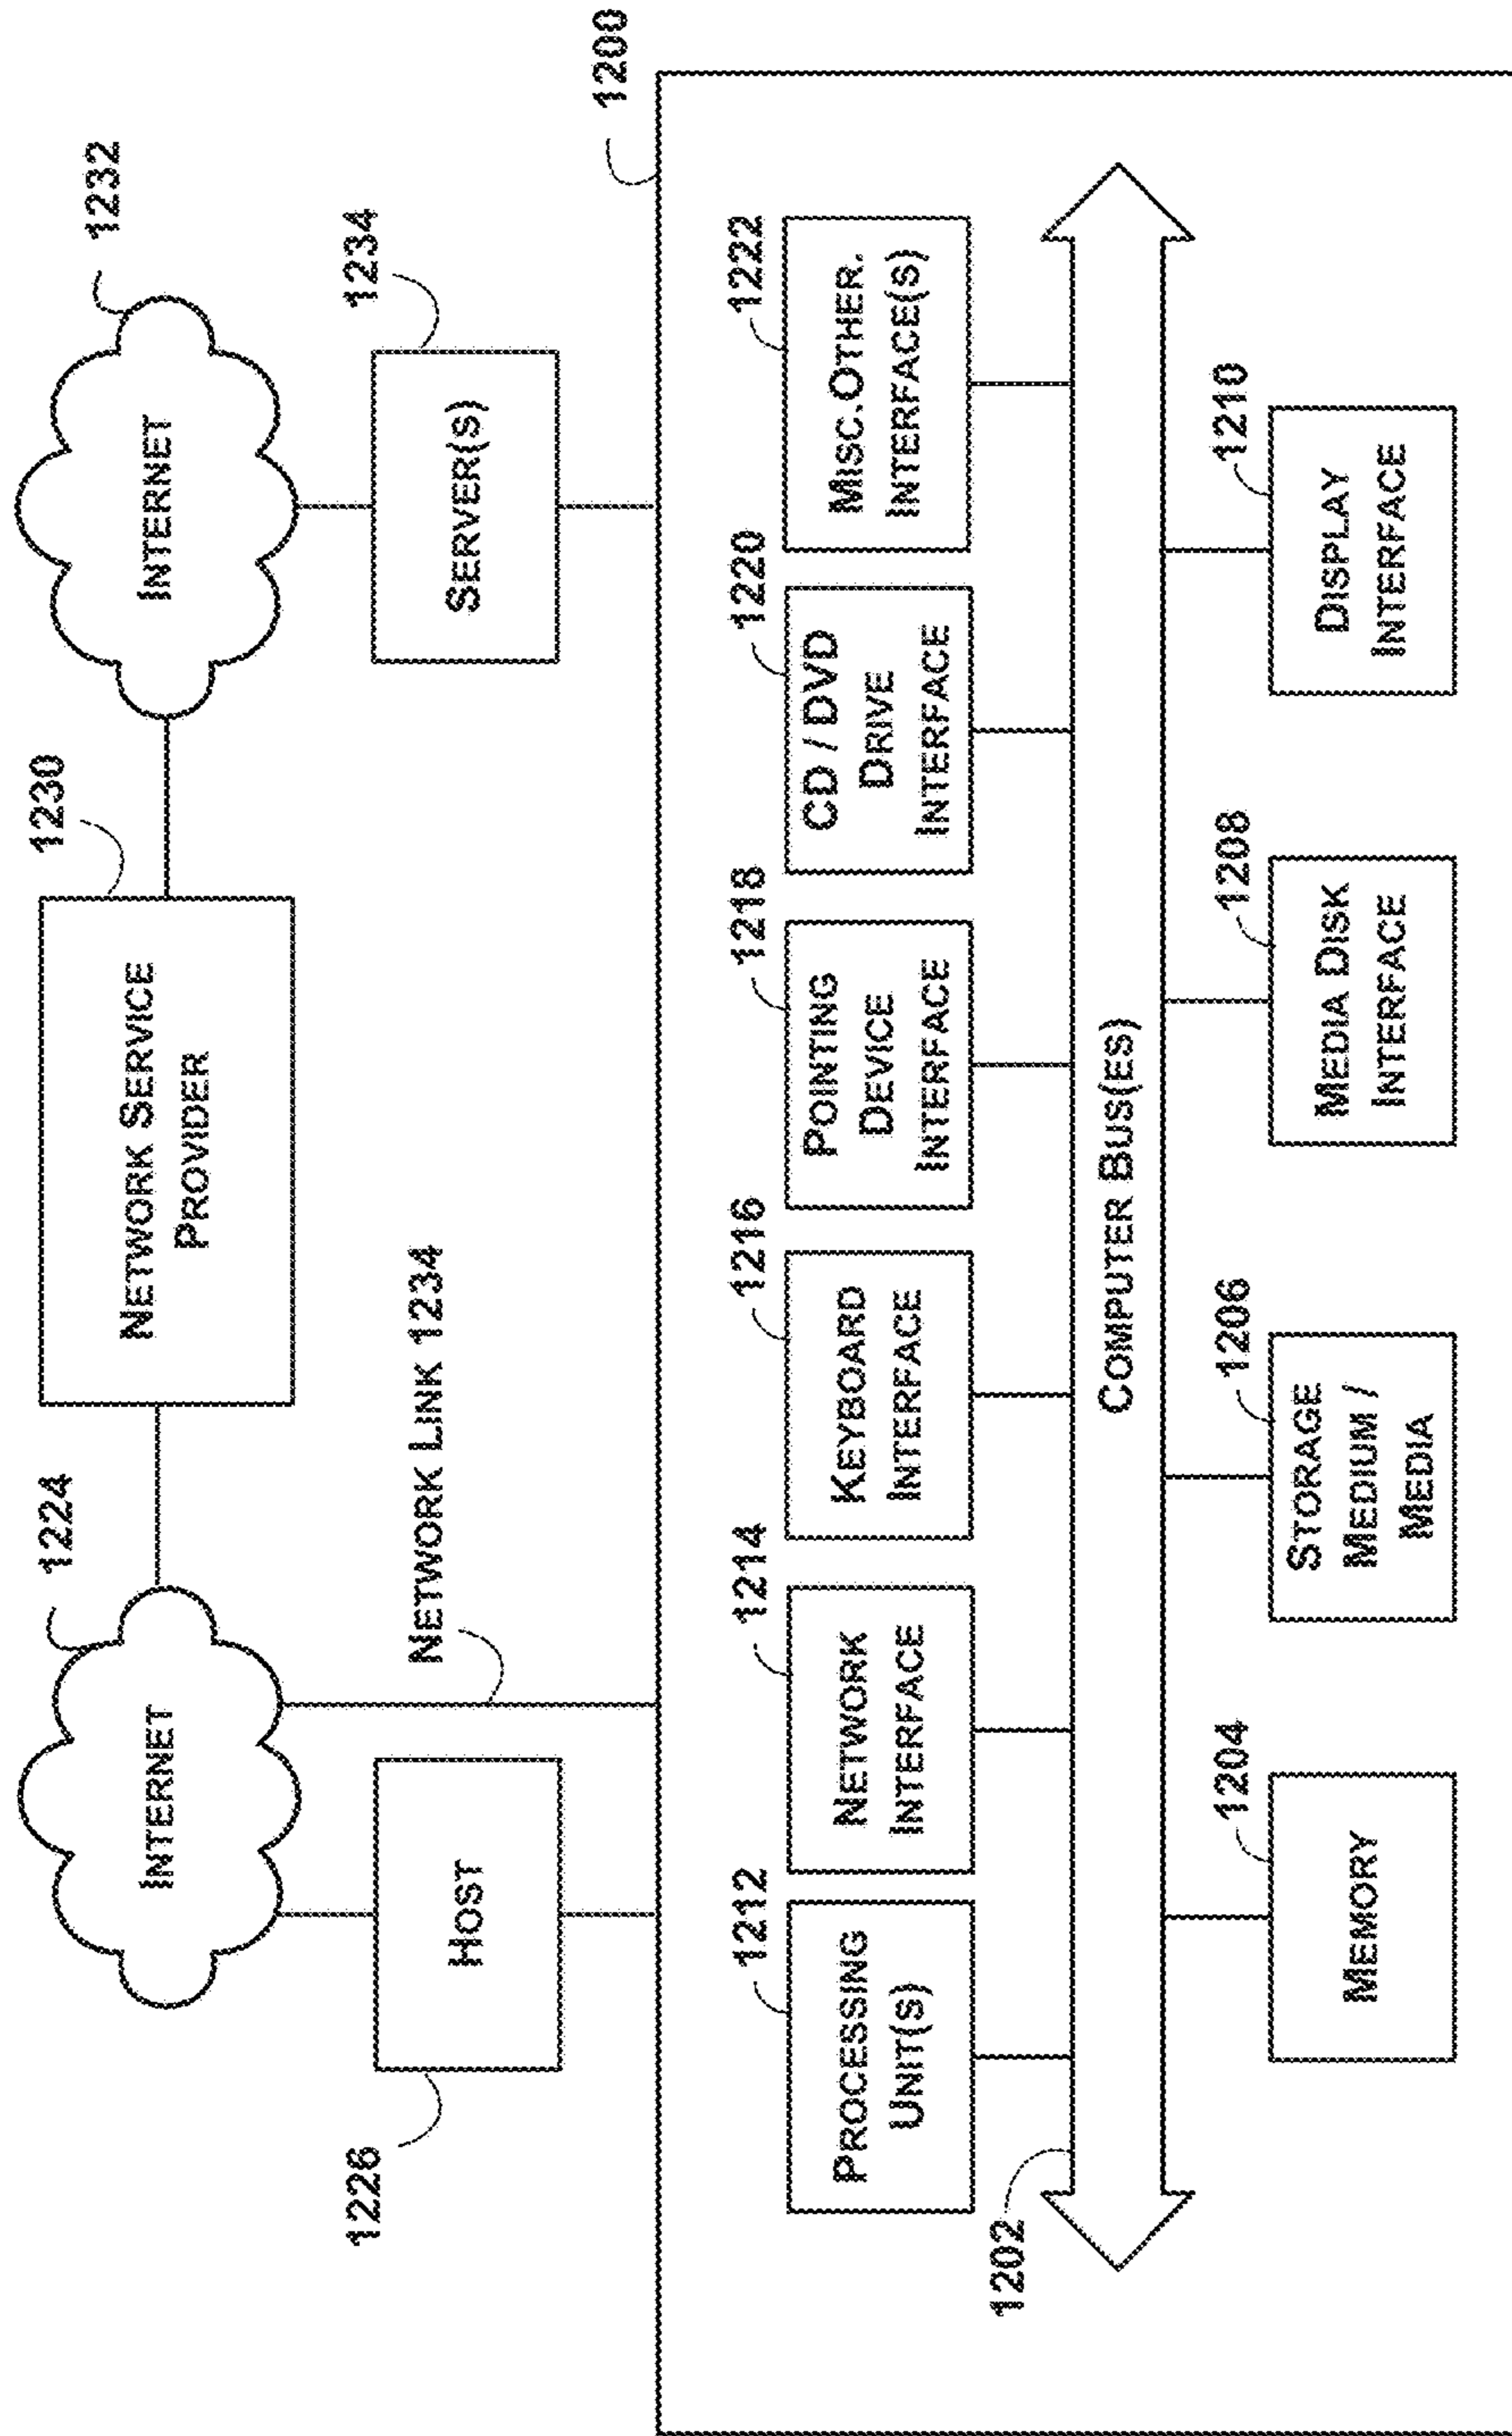 1224
INTERNET
1230
NETWORK SERVICE
PROVIDER
1232
INTERNET
1226
HOST
NETWORK LINK 1234
1234
SERVER(S)
1200
1212
PROCESSING
UNIT(S)
1214
NETWORK
INTERFACE
1216
KEYBOARD
INTERFACE
1218
POINTING
DEVICE
INTERFACE
1220
CD / DVD
DRIVE
INTERFACE
1222
MISC.OTHER.
INTERFACE(S)
1202
COMPUTER BUS(ES)
1204
MEMORY
1206
STORAGE
MEDIUM /
MEDIA
1208
MEDIA DISK
INTERFACE
1210
DISPLAY
INTERFACE